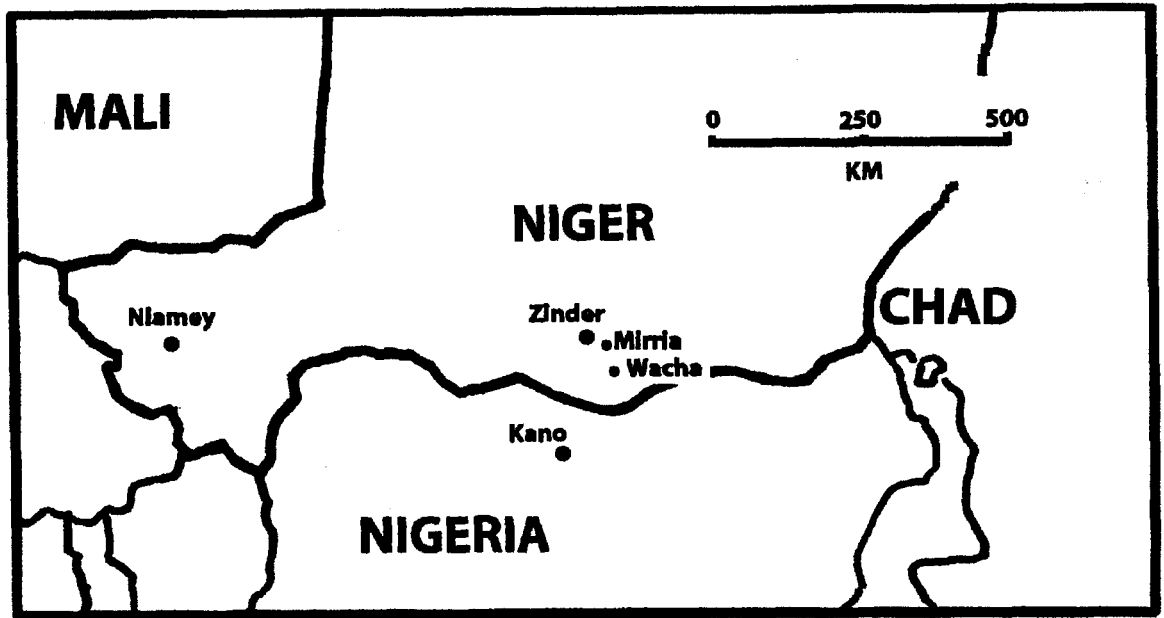 MALI
0 250 500
KM
NIGER
CHAD
Niamey
Zinder
Mirria
Wacha
Kano
NIGERIA